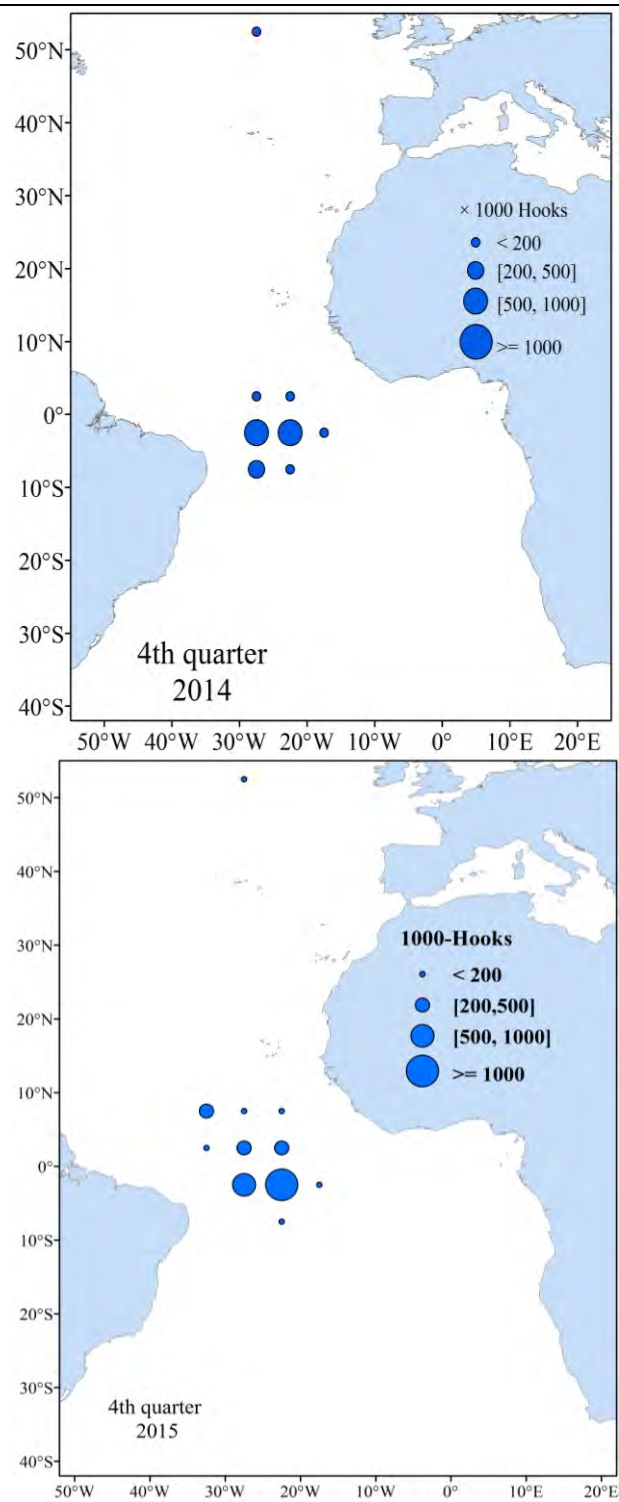 50°N
40°N
30°N
× 1000 Hooks
< 200
20°N
[200, 500]
[500, 1000]
10°N
>= 1000
0°
10°S
20°S
30°S
4th quarter
2014
40°S
50°W 40°W 30°W 20°W 10°W 0° 10°E 20°E
50°N
40°N
30°N
1000-Hooks
< 200
[200,500]
20°N
[500, 1000]
>= 1000
10°N
0°
10°S
20°S
30°S
4th quarter
2015
40°S
50°W 40°W 30°W 20°W 10°W 0° 10°E 20°E